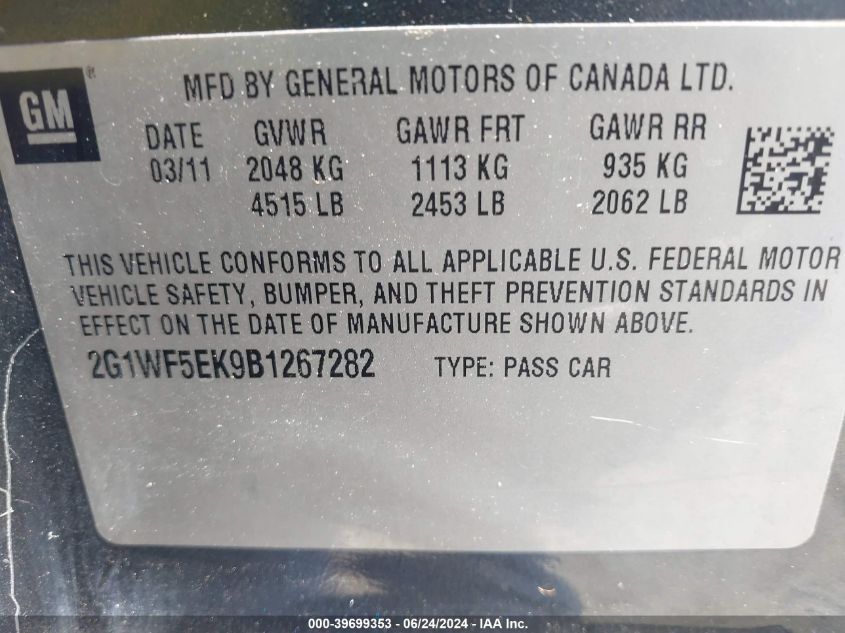 GM®
MFD BY GENERAL MOTORS OF CANADA LTD.
DATE GVWR GAWR FRT GAWR RR
03/11 2048 KG 1113 KG 935 KG
4515 LB 2453 LB 2062 LB
THIS VEHICLE CONFORMS TO ALL APPLICABLE U.S. FEDERAL MOTOR
VEHICLE SAFETY, BUMPER, AND THEFT PREVENTION STANDARDS IN
EFFECT ON THE DATE OF MANUFACTURE SHOWN ABOVE.
2G1WF5EK9B1267282 TYPE: PASS CAR
000-39699353 / 06/24/2024 - IAA Inc.